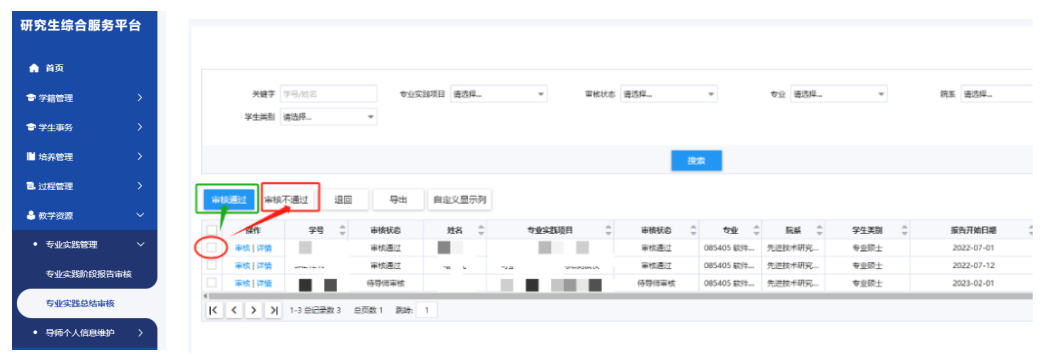 研究生综合服务平台
首页
学籍管理
学生事务
培养管理
过程管理
教学资源
专业实践管理
专业实践阶段报告审核
专业实践总结审核
导师个人信息维护
关键字 学号/姓名 专业实践项目 请选择... 审核状态 请选择... 专业 请选择... 院系 请选择...
学生类别 请选择...
搜索
审核通过 审核不通过 退回 导出 自定义显示列
操作 学号 审核状态 姓名 专业实践项目 审核状态 专业 院系 学生类别 报告开始日期
审核 | 详情 审核通过 审核通过 085405 软件... 先进技术研究... 专业硕士 2022-07-01
审核 | 详情 审核通过 审核通过 085405 软件... 先进技术研究... 专业硕士 2022-07-12
审核 | 详情 待导师审核 待导师审核 085405 软件... 先进技术研究... 专业硕士 2023-02-01
1-3 总记录数 3 总页数 1 跳转: 1